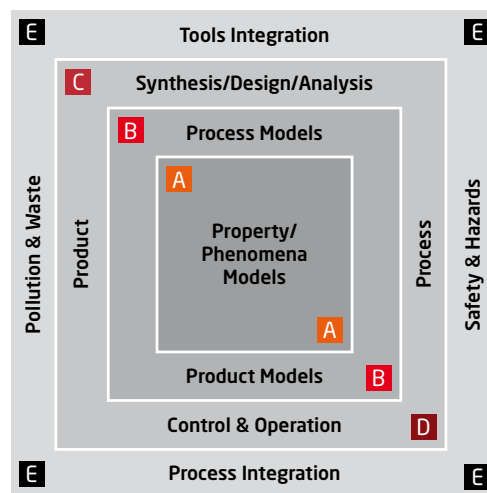 E
Tools Integration
E
C
Synthesis/Design/Analysis
B
Process Models
A
Pollution & Waste
Product
Property/
Phenomena
Models
Process
Safety & Hazards
A
Product Models
B
Control & Operation
D
E
Process Integration
E